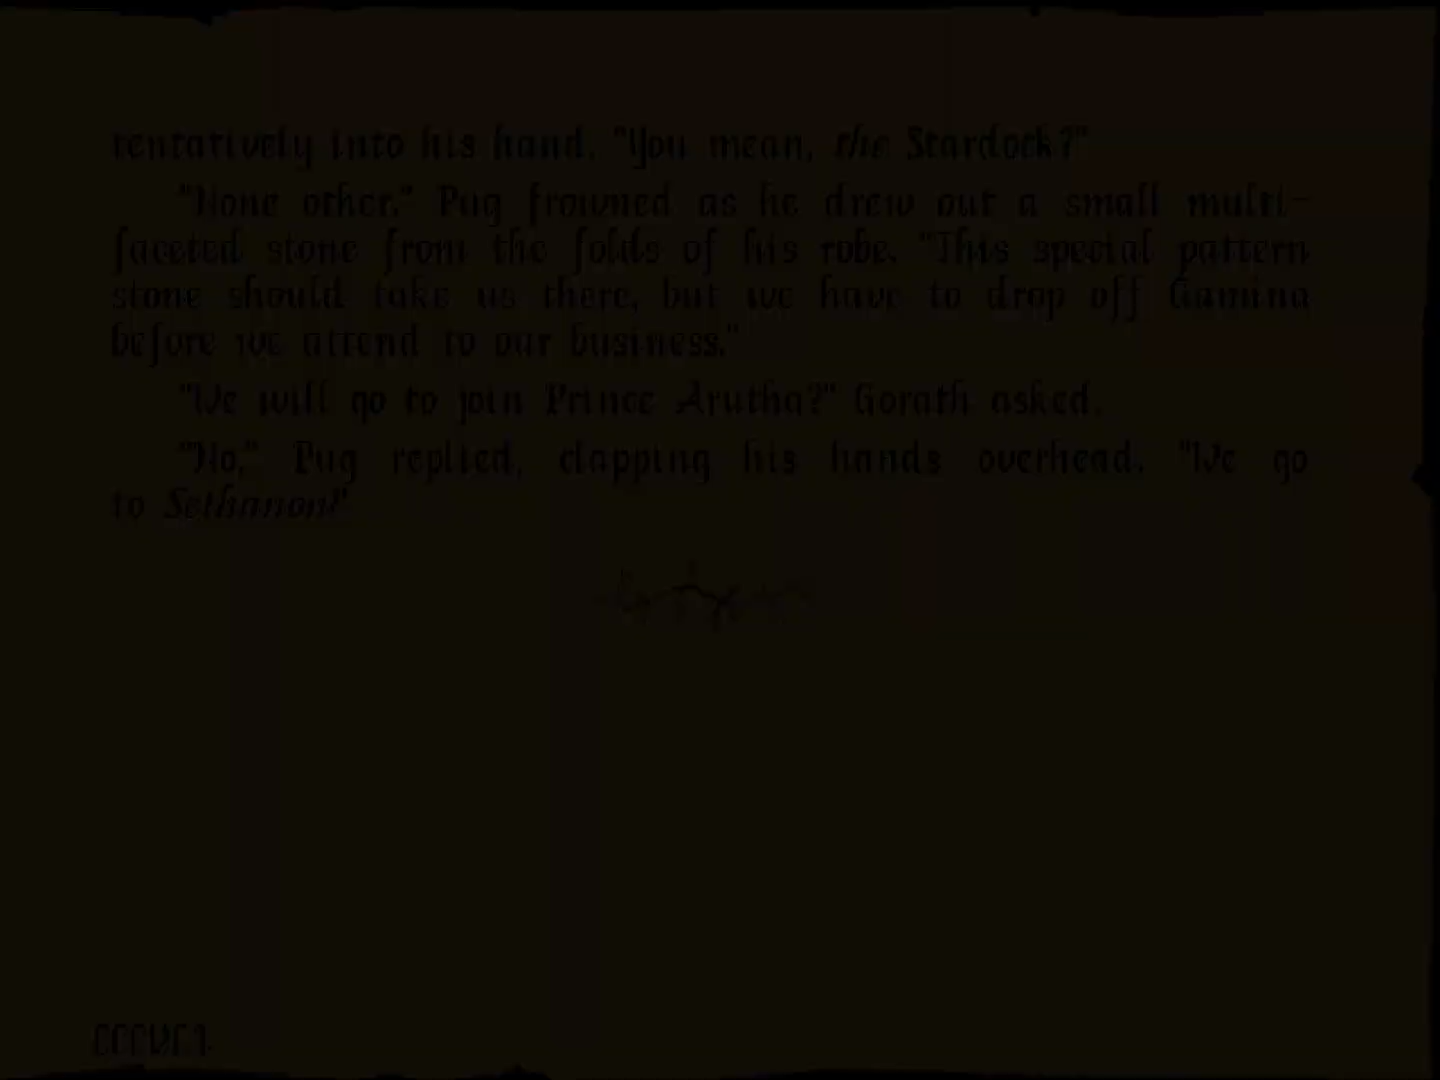 tentatively into his hand. "You mean, the Stardock?"
"None other." Pug frowned as he drew out a small multi-
faceted stone from the folds of his robe. "This special pattern
stone should take us there, but we have to drop off Gamina
before we attend to our business."
"We will go to join Prince Arutha?" Gorath asked.
"No," Pug replied, clapping his hands overhead. "We go
to Sethanon!"